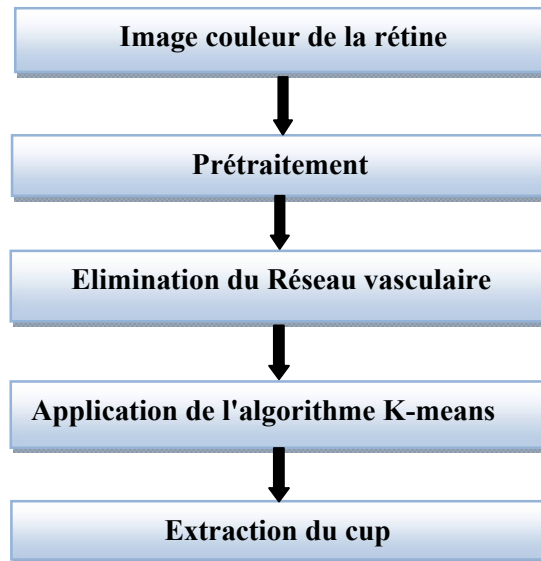 Image couleur de la rétine
Prétraitement
Elimination du Réseau vasculaire
Application de l'algorithme K-means
Extraction du cup